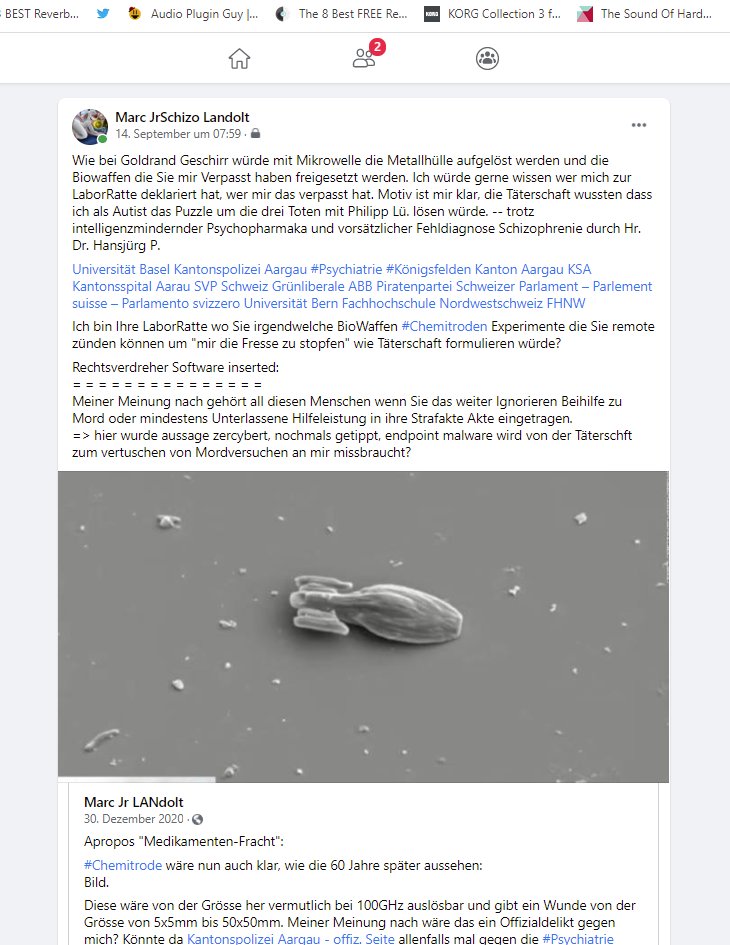 BEST Reverb... Audio Plugin Guy |... The 8 Best FREE Re... KORG KORG Collection 3 f... The Sound Of Hard...
2
Marc JrSchizo Landolt
14. September um 07:59 ·
Wie bei Goldrand Geschirr würde mit Mikrowelle die Metallhülle aufgelöst werden und die
Biowaffen die Sie mir Verpasst haben freigesetzt werden. Ich würde gerne wissen wer mich zur
LaborRatte deklariert hat, wer mir das verpasst hat. Motiv ist mir klar, die Täterschaft wussten dass
ich als Autist das Puzzle um die drei Toten mit Philipp Lü. lösen würde. -- trotz
intelligenzmindernder Psychopharmaka und vorsätzlicher Fehldiagnose Schizophrenie durch Hr.
Dr. Hansjürg P.
Universität Basel Kantonspolizei Aargau #Psychiatrie #Königsfelden Kanton Aargau KSA
Kantonsspital Aarau SVP Schweiz Grünliberale ABB Piratenpartei Schweizer Parlament – Parlement
suisse – Parlamento svizzero Universität Bern Fachhochschule Nordwestschweiz FHNW
Ich bin Ihre LaborRatte wo Sie irgendwelche BioWaffen #Chemitroden Experimente die Sie remote
zünden können um "mir die Fresse zu stopfen" wie Täterschaft formulieren würde?
Rechtsverdreher Software inserted:
= = = = = = = = = = = = = =
Meiner Meinung nach gehört all diesen Menschen wenn Sie das weiter Ignorieren Beihilfe zu
Mord oder mindestens Unterlassene Hilfeleistung in ihre Strafakte Akte eingetragen.
=> hier wurde aussage zercybert, nochmals getippt, endpoint malware wird von der Täterschft
zum vertuschen von Mordversuchen an mir missbraucht?
Marc Jr LANdolt
30. Dezember 2020 ·
Apropos "Medikamenten-Fracht":
#Chemitrode wäre nun auch klar, wie die 60 Jahre später aussehen:
Bild.
Diese wäre von der Grösse her vermutlich bei 100GHz auslösbar und gibt ein Wunde von der
Grösse von 5x5mm bis 50x50mm. Meiner Meinung nach wäre das ein Offizialdelikt gegen
mich? Könnte da Kantonspolizei Aargau - offiz. Seite allenfalls mal gegen die #Psychiatrie